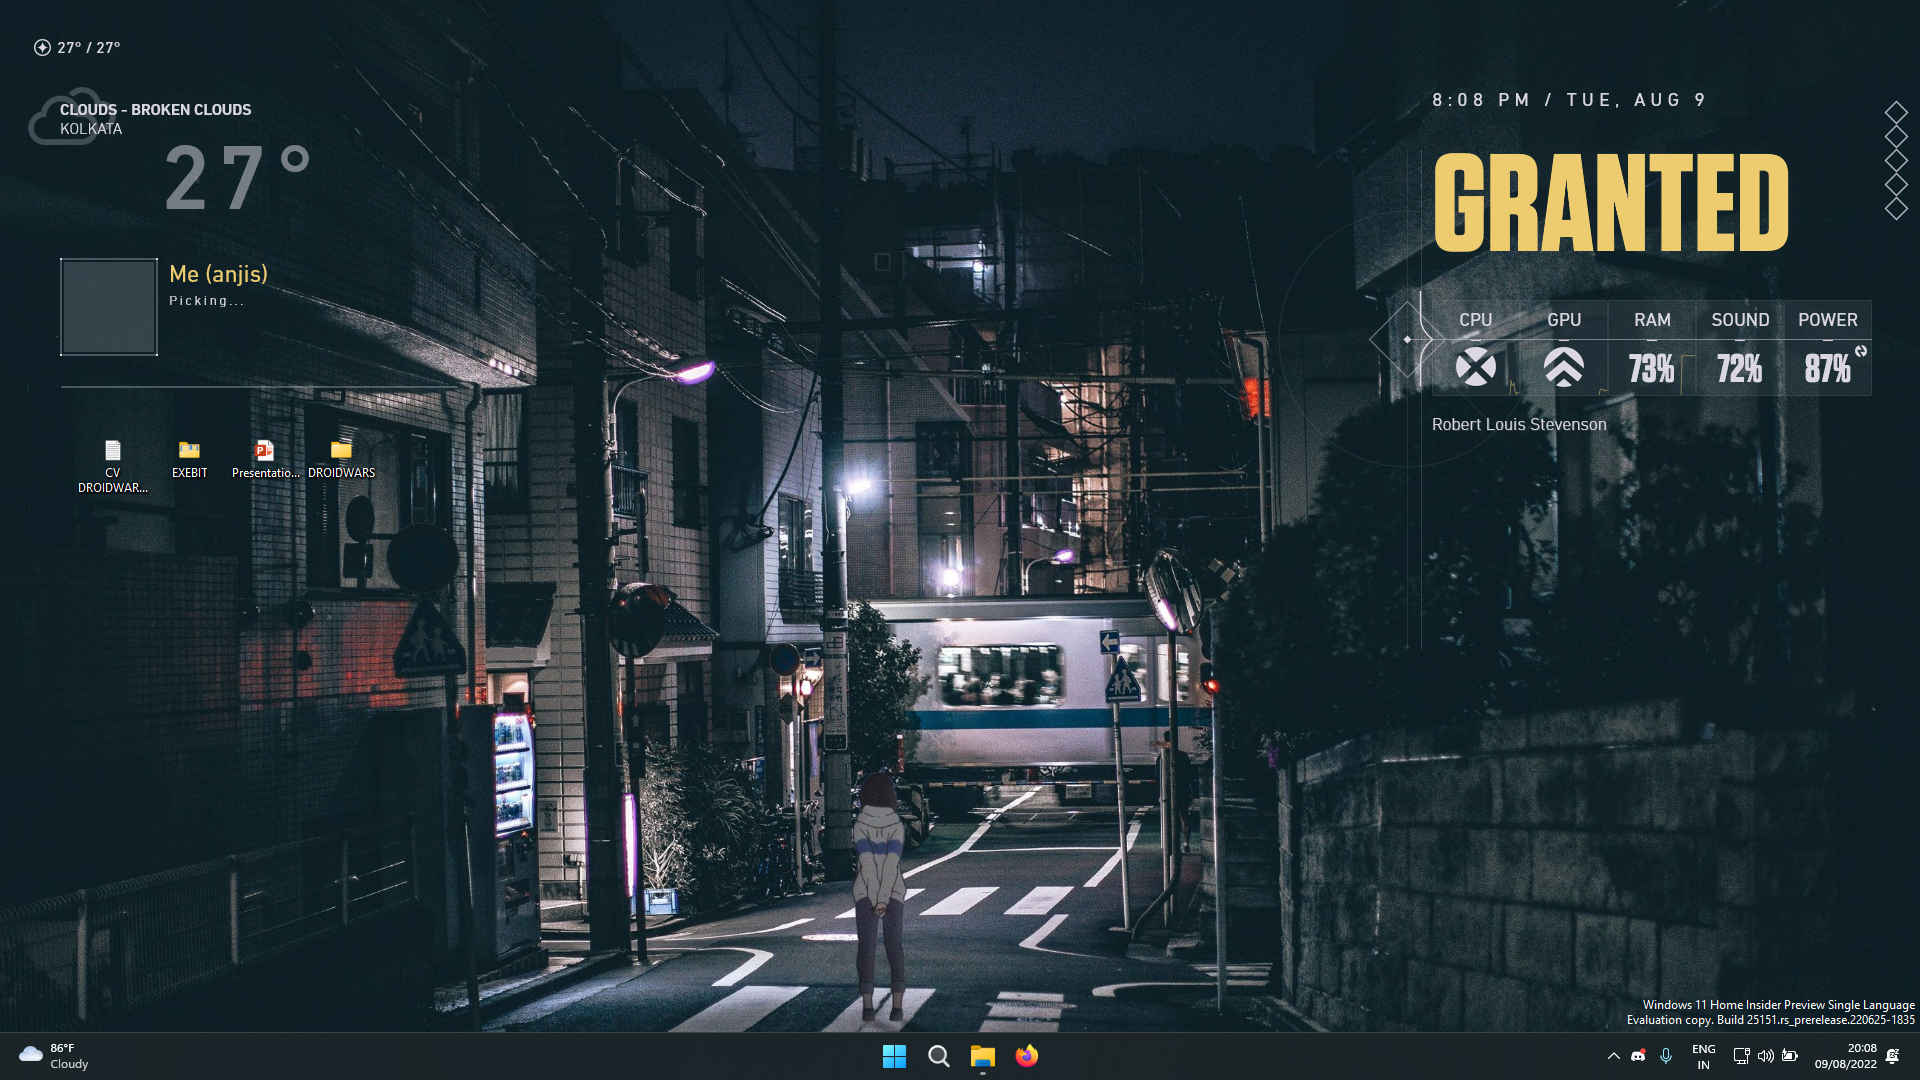 27° / 27°
CLOUDS - BROKEN CLOUDS
KOLKATA
27°
Me (anjis)
Picking...
CV
DROIDWAR...
EXEBIT
Presentatio...
DROIDWARS
8:08 PM / TUE, AUG 9
GRANTED
CPU GPU RAM SOUND POWER
73% 72% 87%
Robert Louis Stevenson
Windows 11 Home Insider Preview Single Language
Evaluation copy. Build 25151.rs_prerelease.220625-1835
86°F
Cloudy
ENG
IN
20:08
09/08/2022